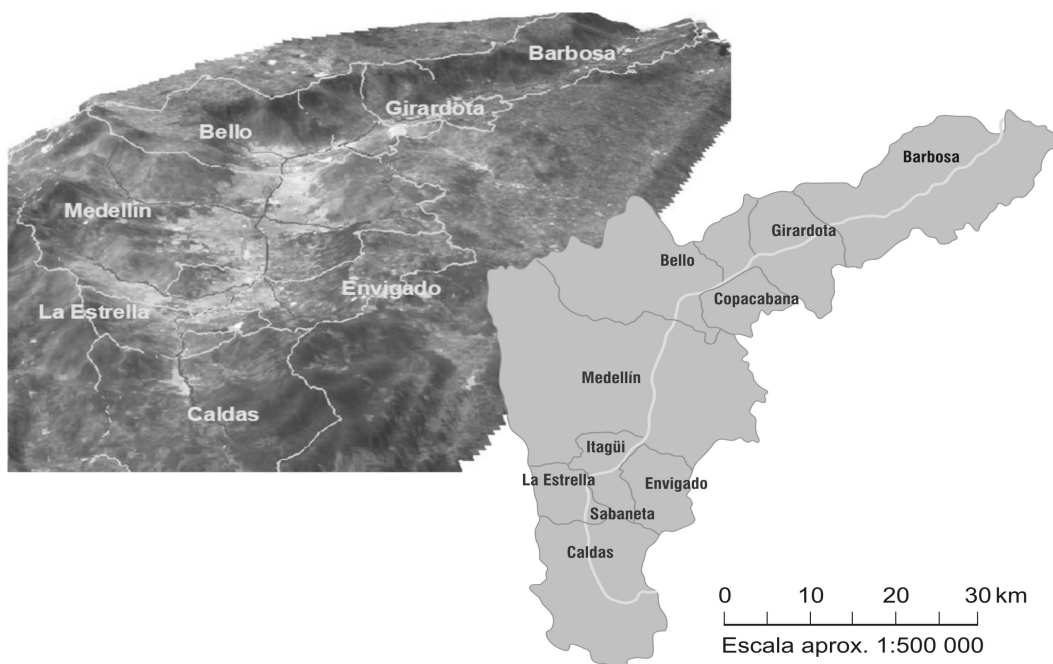 Barbosa
Girardota
Bello
Medellín
Envigado
La Estrella
Caldas
Barbosa
Girardota
Bello
Copacabana
Medellín
Itagüi
La Estrella
Envigado
Sabaneta
Caldas
0 10 20 30 km
Escala aprox. 1:500 000